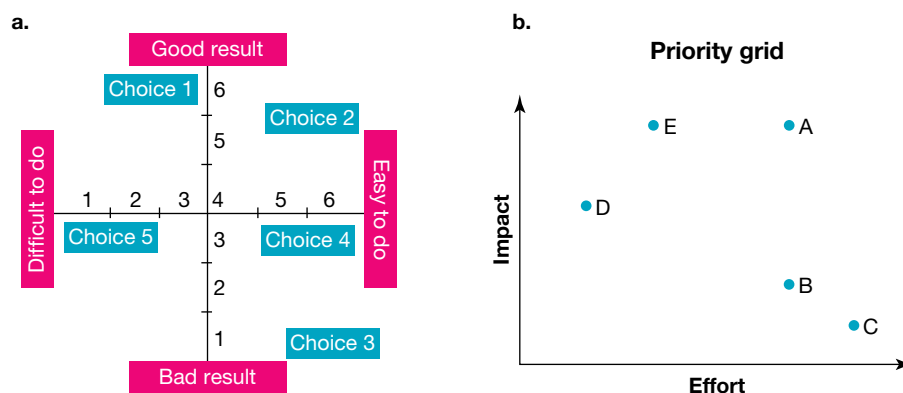 a.
Good result
Choice 1
6
Choice 2
5
Difficult to do
1 2 3 4 5 6
Easy to do
Choice 5
3
Choice 4
2
1
Choice 3
Bad result
b.
Priority grid
E
A
D
Impact
B
C
Effort